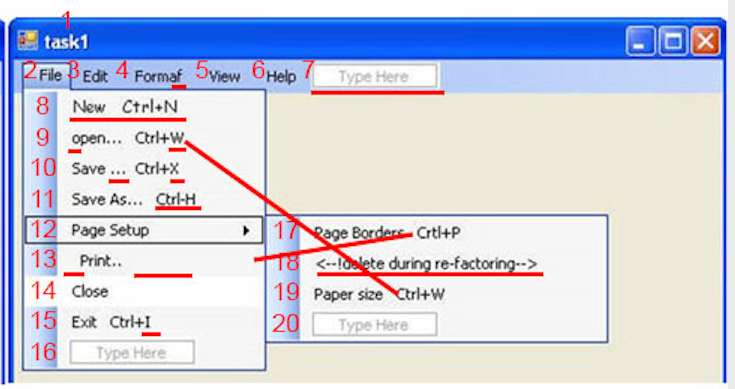 1
task1
2 File 3 Edit 4 Formaf 5 View 6 Help 7 Type Here
8 New Ctrl+N
9 open... Ctrl+W
10 Save ... Ctrl+X
11 Save As... Ctrl-H
12 Page Setup
17 Page Borders Crtl+P
13 Print..
18 <--!delete during re-factoring-->
14 Close
19 Paper size Ctrl+W
15 Exit Ctrl+I
20 Type Here
16 Type Here